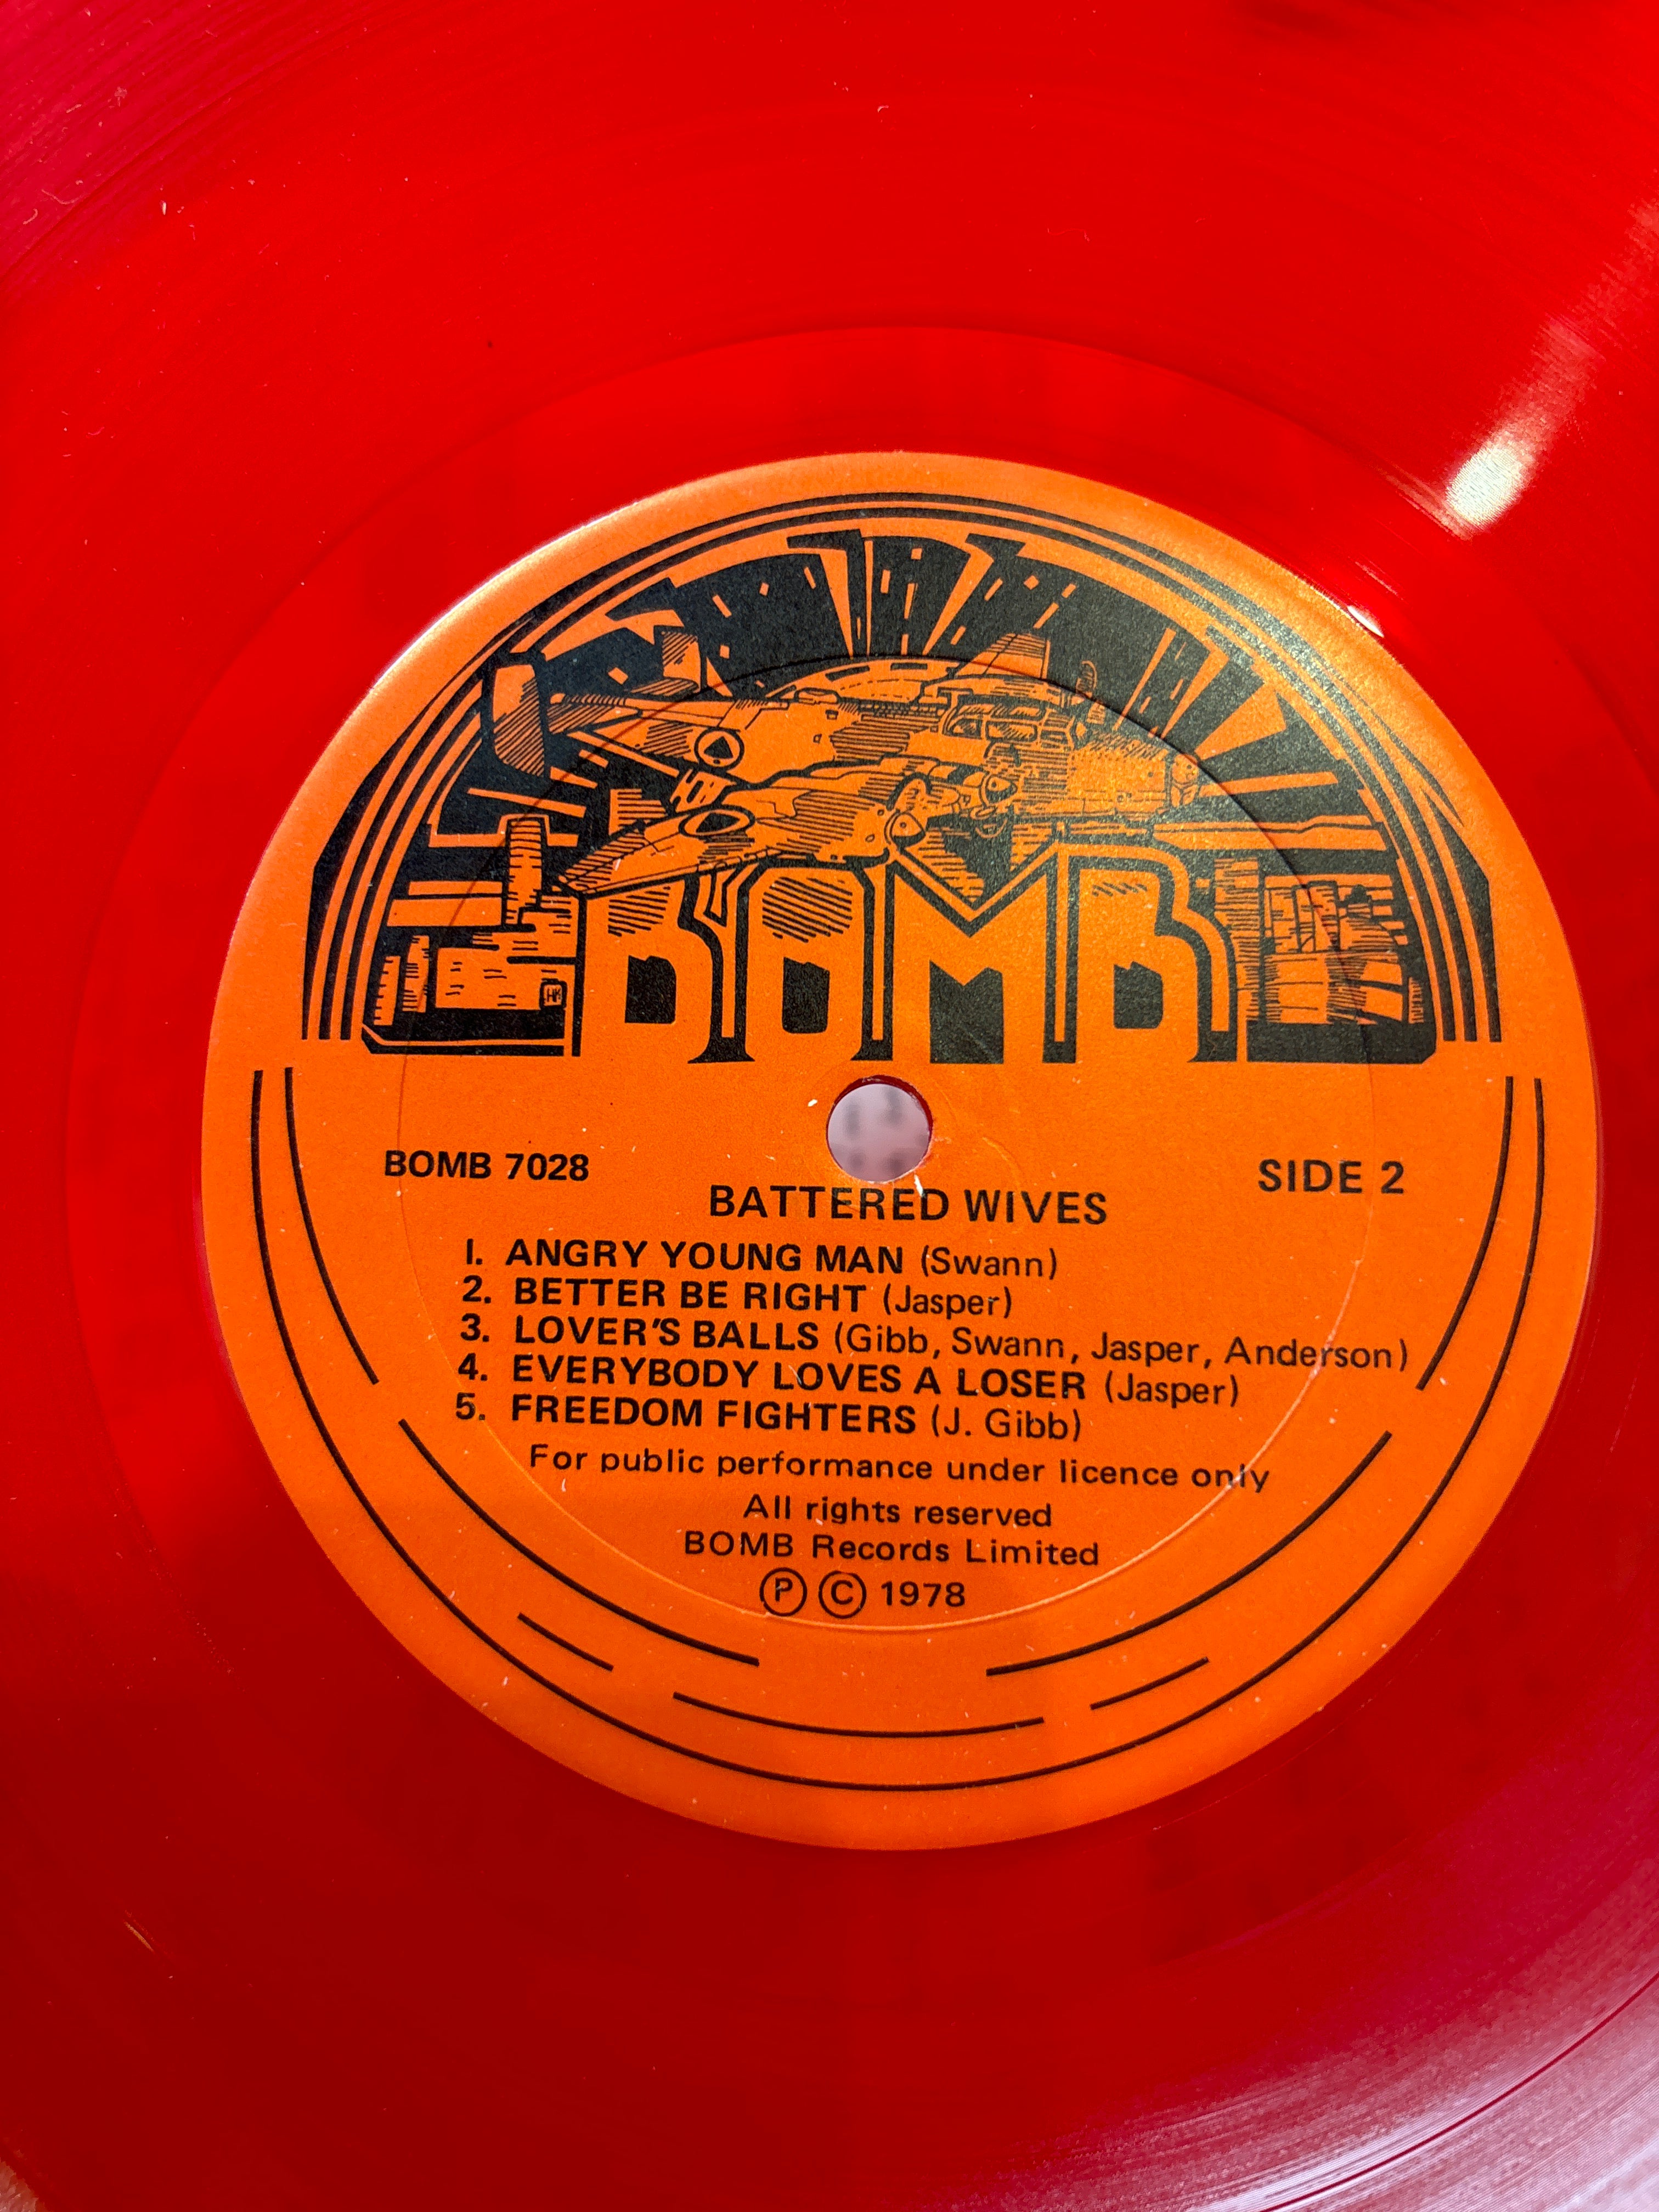 BOMB
HK
BOMB 7028
SIDE 2
BATTERED WIVES
1. ANGRY YOUNG MAN (Swann)
2. BETTER BE RIGHT (Jasper)
3. LOVER'S BALLS (Gibb, Swann, Jasper, Anderson)
4. EVERYBODY LOVES A LOSER (Jasper)
5. FREEDOM FIGHTERS (J. Gibb)
For public performance under licence only
All rights reserved
BOMB Records Limited
Ⓟ © 1978